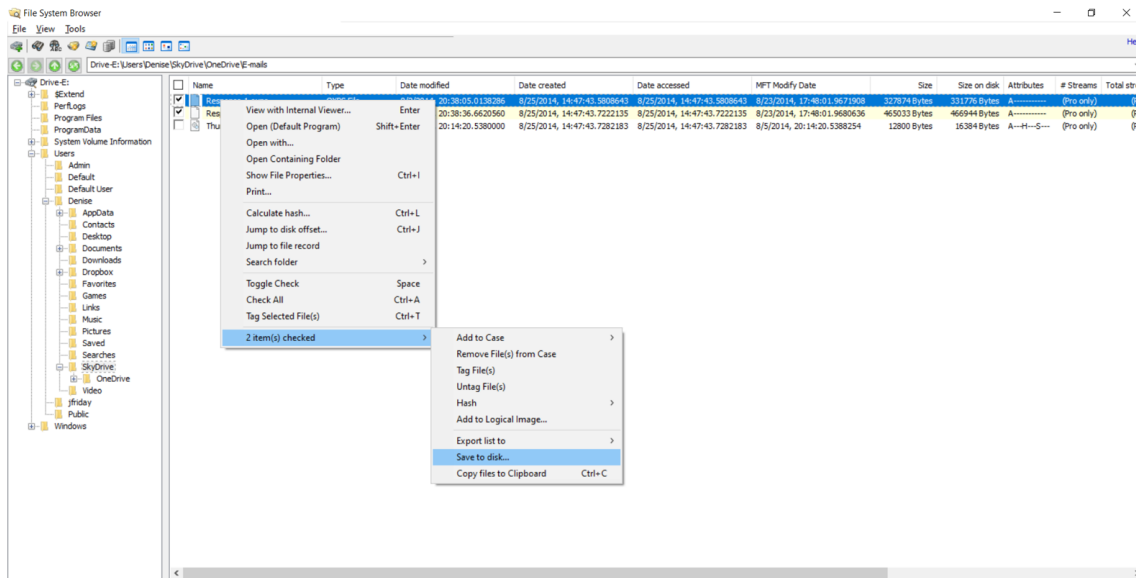 File System Browser
File View Tools
He
Drive-E:\Users\Denise\SkyDrive\OneDrive\E-mails
Drive-E:
$Extend
PerfLogs
Program Files
ProgramData
System Volume Information
Users
Admin
Default
Default User
Denise
AppData
Contacts
Desktop
Documents
Downloads
Dropbox
Favorites
Games
Links
Music
Pictures
Saved
Searches
SkyDrive
OneDrive
Video
jfriday
Public
Windows
Name Type Date modified Date created Date accessed MFT Modify Date Size Size on disk Attributes # Streams Total str
20:38:05.0138286 8/25/2014, 14:47:43.5808643 8/25/2014, 14:47:43.5808643 8/23/2014, 17:48:01.9671908 327874 Bytes 331776 Bytes A----------- (Pro only)
Res 20:38:36.6620560 8/25/2014, 14:47:43.7222135 8/25/2014, 14:47:43.7222135 8/23/2014, 17:48:01.9680636 465033 Bytes 466944 Bytes A----------- (Pro only)
Thu 20:14:20.5380000 8/25/2014, 14:47:43.7282183 8/25/2014, 14:47:43.7282183 8/5/2014, 20:14:20.5388254 12800 Bytes 16384 Bytes A---H---S--- (Pro only)
View with Internal Viewer... Enter
Open (Default Program) Shift+Enter
Open with...
Open Containing Folder
Show File Properties... Ctrl+I
Print...
Calculate hash... Ctrl+L
Jump to disk offset... Ctrl+J
Jump to file record
Search folder
Toggle Check Space
Check All Ctrl+A
Tag Selected File(s) Ctrl+T
2 item(s) checked
Add to Case
Remove File(s) from Case
Tag File(s)
Untag File(s)
Hash
Add to Logical Image...
Export list to
Save to disk...
Copy files to Clipboard Ctrl+C